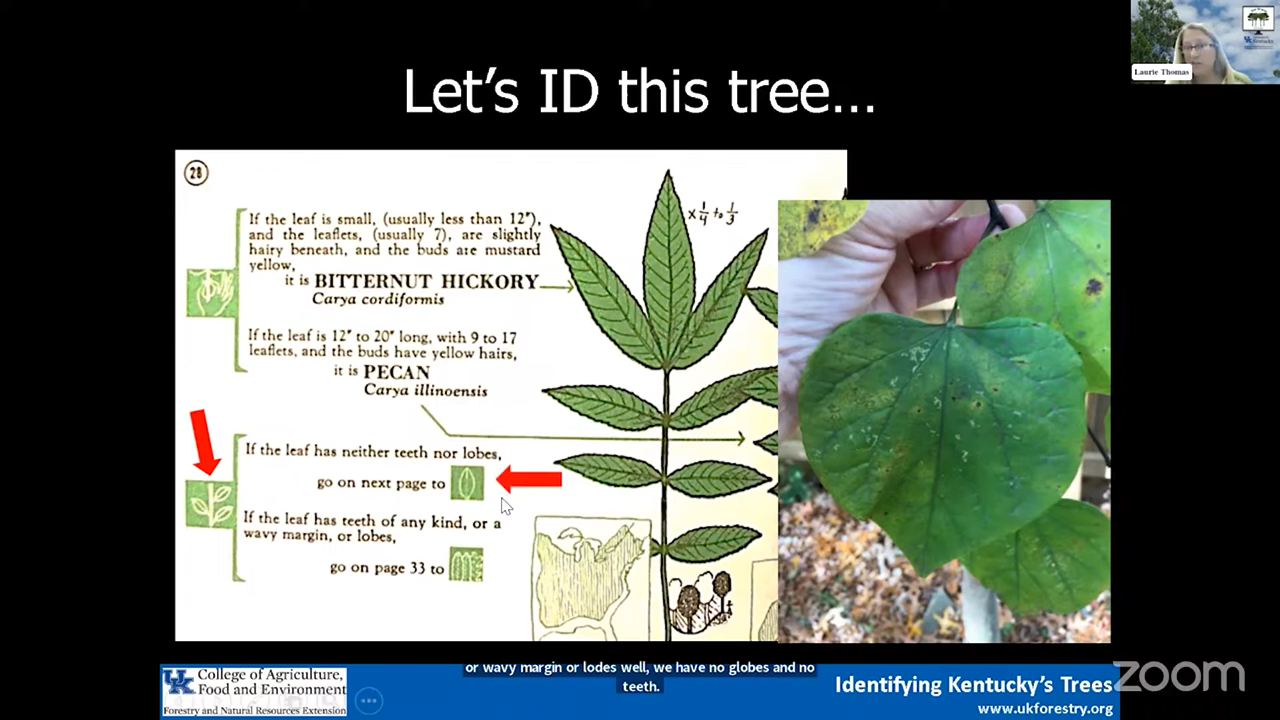 Laurie Thomas
Let's ID this tree...
28
If the leaf is small, (usually less than 12"),
and the leaflets, (usually 7), are slightly
hairy beneath, and the buds are mustard
yellow,
it is BITTERNUT HICKORY
Carya cordiformis
x 1/4 to 1/3
If the leaf is 12" to 20" long, with 9 to 17
leaflets, and the buds have yellow hairs,
it is PECAN
Carya illinoensis
If the leaf has neither teeth nor lobes,
go on next page to
If the leaf has teeth of any kind, or a
wavy margin, or lobes,
go on page 33 to
or wavy margin or lodes well, we have no globes and no
teeth.
UK
College of Agriculture,
Food and Environment
Forestry and Natural Resources Extension
Identifying Kentucky's Trees
www.ukforestry.org
zoom